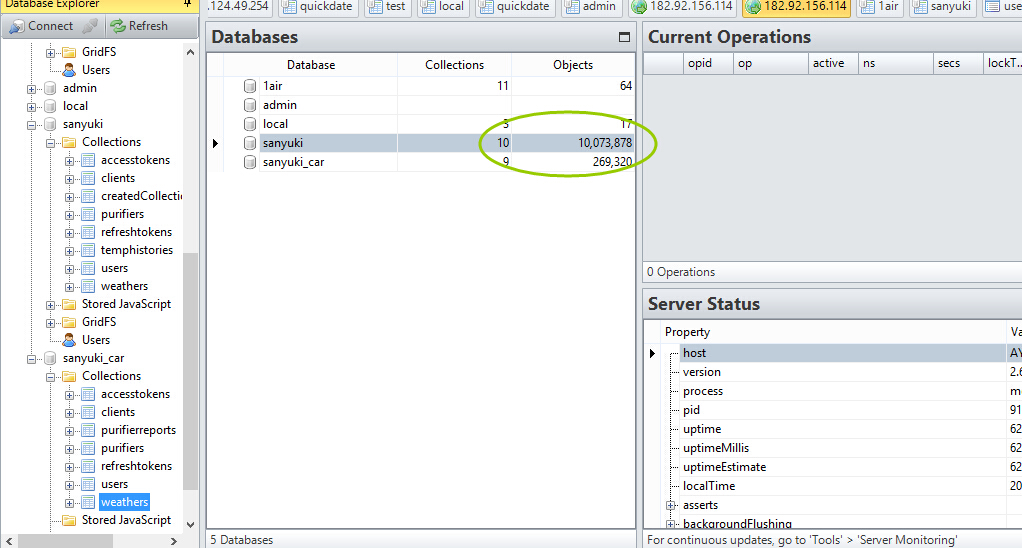 Database Explorer
Connect Refresh
GridFS
Users
admin
local
sanyuki
Collections
accesstokens
clients
createdCollecti
purifiers
refreshtokens
temphistories
users
weathers
Stored JavaScript
GridFS
Users
sanyuki_car
Collections
accesstokens
clients
purifierreports
purifiers
refreshtokens
users
weathers
Stored JavaScript
.124.49.254 quickdate test local quickdate admin 182.92.156.114 182.92.156.114 1air sanyuki use
Databases
Database Collections Objects
1air 11 64
admin
local 3 17
sanyuki 10 10,073,878
sanyuki_car 9 269,320
5 Databases
Current Operations
opid op active ns secs lockT...
0 Operations
Server Status
Property Va
host AY
version 2.6
process m
pid 91
uptime 62
uptimeMillis 62
uptimeEstimate 62
localTime 20
asserts
backgroundFlushing
For continuous updates, go to 'Tools' > 'Server Monitoring'